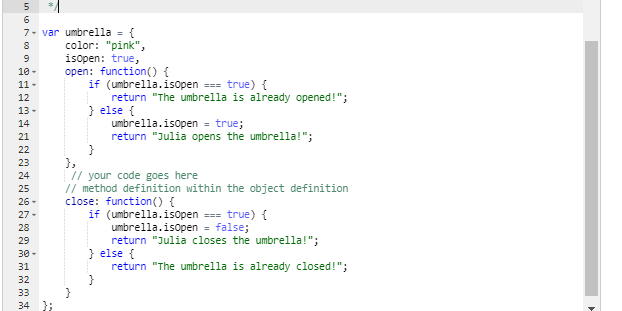 5 */
6
7 var umbrella = {
8 color: "pink",
9 isOpen: true,
10 open: function() {
11 if (umbrella.isOpen === true) {
12 return "The umbrella is already opened!";
13 } else {
14 umbrella.isOpen = true;
21 return "Julia opens the umbrella!";
22 }
23 },
24 // your code goes here
25 // method definition within the object definition
26 close: function() {
27 if (umbrella.isOpen === true) {
28 umbrella.isOpen = false;
29 return "Julia closes the umbrella!";
30 } else {
31 return "The umbrella is already closed!";
32 }
33 }
34 };